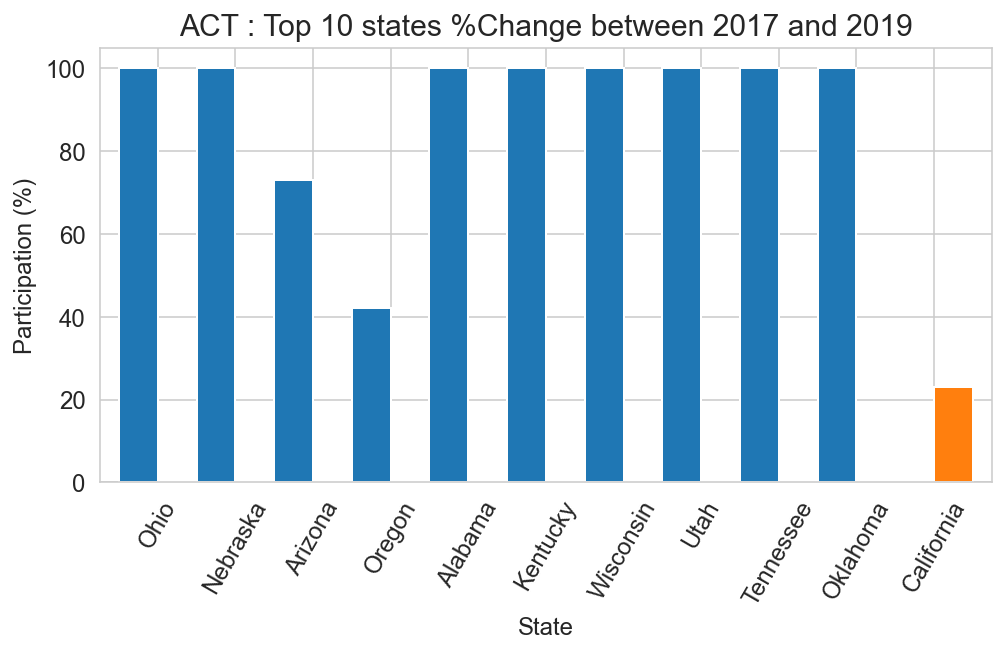 ACT : Top 10 states %Change between 2017 and 2019
Participation (%)
100
80
60
40
20
0
Ohio
Nebraska
Arizona
Oregon
Alabama
Kentucky
Wisconsin
Utah
Tennessee
Oklahoma
California
State